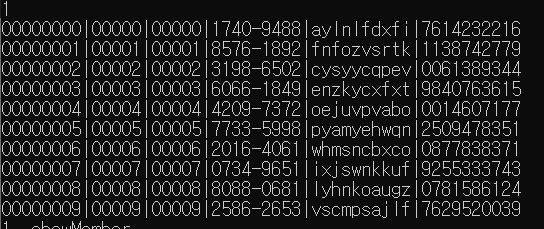 1
00000000|00000|00000|1740-9488|aylnlfdxfi|7614232216
00000001|00001|00001|8576-1892|fnfozvsrtk|1138742779
00000002|00002|00002|3198-6502|cysyycqpev|0061389344
00000003|00003|00003|6066-1849|enzkycxfxt|9840763615
00000004|00004|00004|4209-7372|oejuvpvabo|0014607177
00000005|00005|00005|7733-5998|pyamyehwqn|2509478351
00000006|00006|00006|2016-4061|whmsncbxco|0877838371
00000007|00007|00007|0734-9651|ixjswnkkuf|9255333743
00000008|00008|00008|8088-0681|lyhnkoaugz|0781586124
00000009|00009|00009|2586-2653|vscmpsajlf|7629520039
1. showMember